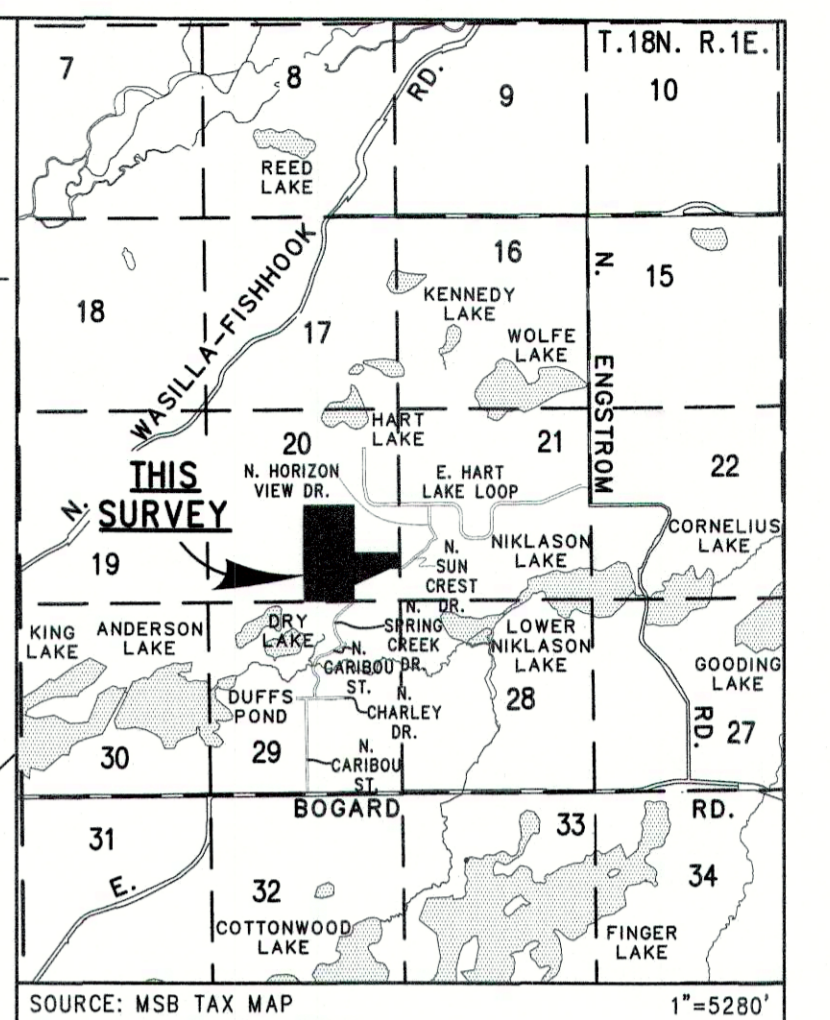 T.18N. R.1E.
7
8
9
10
RD.
REED
LAKE
WASILLA-FISHHOOK
16
N.
15
18
17
KENNEDY
LAKE
WOLFE
LAKE
ENGSTROM
HART
LAKE
20
21
22
N. HORIZON
VIEW DR.
E. HART
LAKE LOOP
THIS
SURVEY
N.
19
CORNELIUS
LAKE
NIKLASON
LAKE
N.
SUN
CREST
DR.
KING
LAKE
ANDERSON
LAKE
DRY
LAKE
N.
SPRING
CREEK
DR.
LOWER
NIKLASON
LAKE
N.
CARIBOU
ST.
GOODING
LAKE
DUFFS
POND
N.
CHARLEY
DR.
28
RD.
27
30
29
N.
CARIBOU
ST.
BOGARD
RD.
31
33
E.
32
34
COTTONWOOD
LAKE
FINGER
LAKE
SOURCE: MSB TAX MAP
1"=5280'